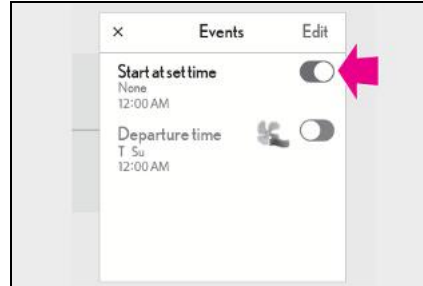 × Events Edit
Start at set time
None
12:00 AM
Departure time
T Su
12:00 AM